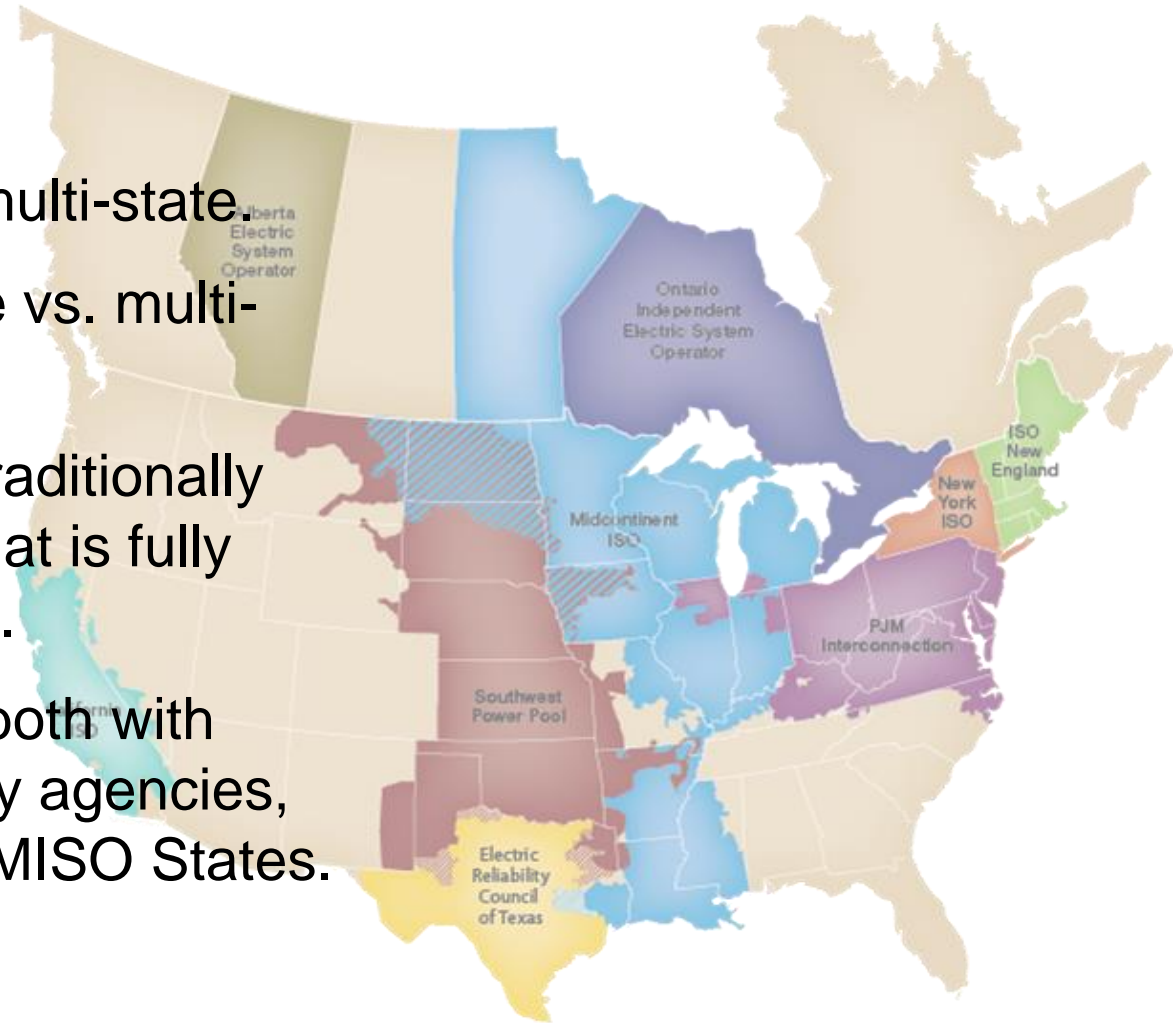 multi-state.
e vs. multi-
raditionally
at is fully
.
both with
y agencies,
MISO States.
Alberta
Electric
System
Operator
Ontario
Independent
Electric System
Operator
ISO
New
England
New
York
ISO
Midcontinent
ISO
PJM
Interconnection
Southwest
Power Pool
California
ISO
Electric
Reliability
Council
of Texas